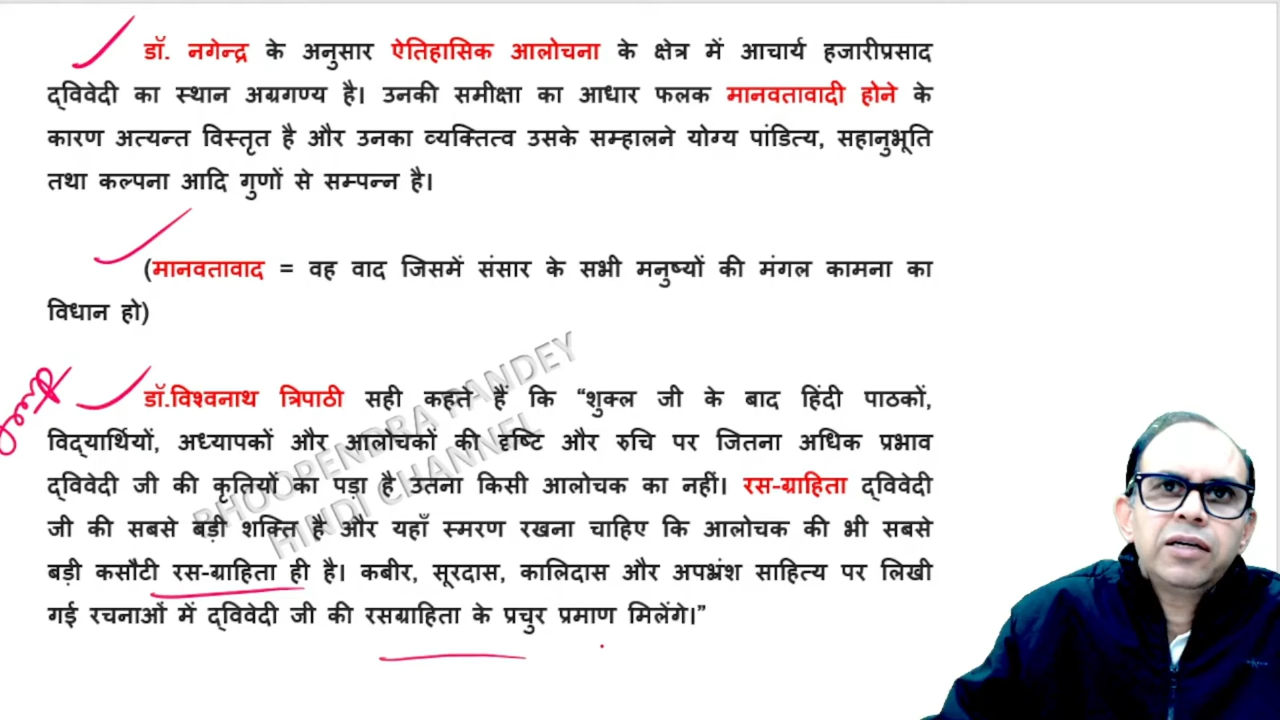 डॉ. नगेन्द्र के अनुसार ऐतिहासिक आलोचना के क्षेत्र में आचार्य हजारीप्रसाद
द्विवेदी का स्थान अग्रगण्य है। उनकी समीक्षा का आधार फलक मानवतावादी होने के
कारण अत्यन्त विस्तृत है और उनका व्यक्तित्व उसके सम्हालने योग्य पांडित्य, सहानुभूति
तथा कल्पना आदि गुणों से सम्पन्न है।
(मानवतावाद = वह वाद जिसमें संसार के सभी मनुष्यों की मंगल कामना का
विधान हो)
डॉ.विश्वनाथ त्रिपाठी सही कहते हैं कि “शुक्ल जी के बाद हिंदी पाठकों,
विद्यार्थियों, अध्यापकों और आलोचकों की दृष्टि और रुचि पर जितना अधिक प्रभाव
द्विवेदी जी की कृतियों का पड़ा है उतना किसी आलोचक का नहीं। रस-ग्राहिता द्विवेदी
जी की सबसे बड़ी शक्ति है और यहाँ स्मरण रखना चाहिए कि आलोचक की भी सबसे
बड़ी कसौटी रस-ग्राहिता ही है। कबीर, सूरदास, कालिदास और अपभ्रंश साहित्य पर लिखी
गई रचनाओं में द्विवेदी जी की रसग्राहिता के प्रचुर प्रमाण मिलेंगे।”
BHOOPENDRA PANDEY
HINDI CHANNEL